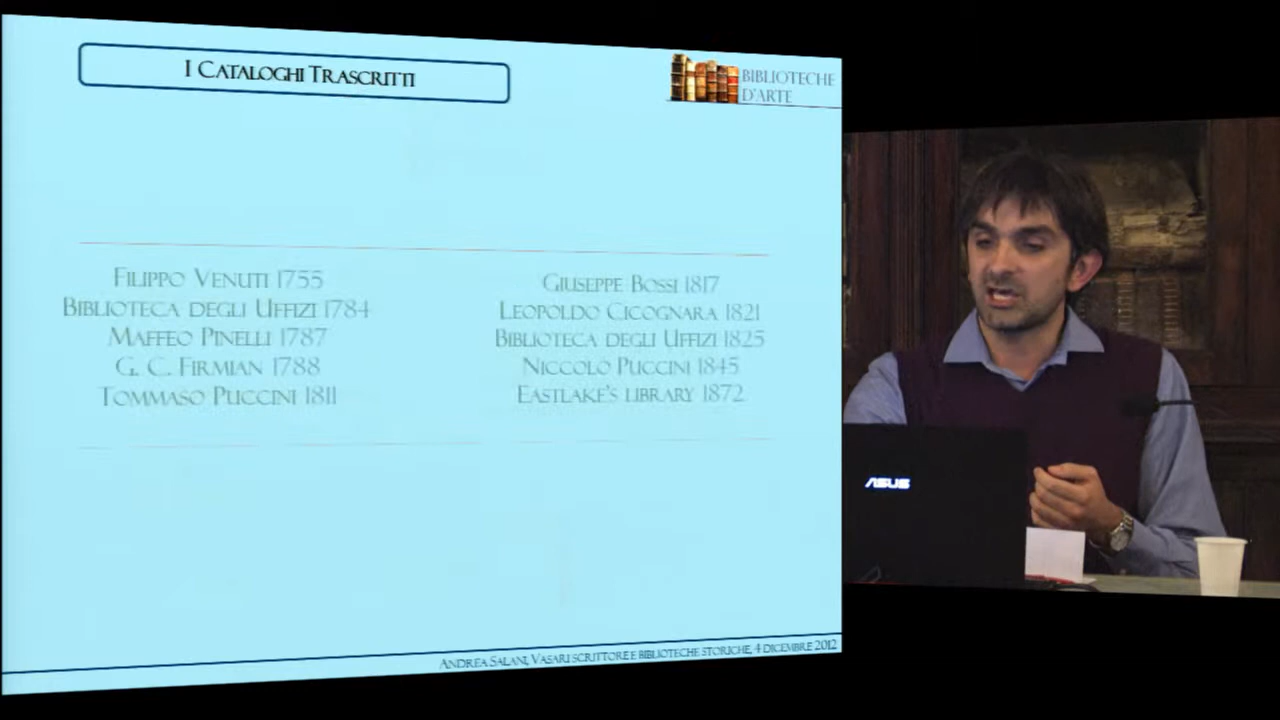 I CATALOGHI TRASCRITTI
BIBLIOTECHE
D'ARTE
FILIPPO VENUTI 1755
BIBLIOTECA DEGLI UFFIZI 1784
MAFFEO PINELLI 1787
G. C. FIRMIAN 1788
TOMMASO PUCCINI 1811
GIUSEPPE BOSSI 1817
LEOPOLDO CICOGNARA 1821
BIBLIOTECA DEGLI UFFIZI 1825
NICCOLO PUCCINI 1845
EASTLAKE'S LIBRARY 1872
ANDREA SALANI, VASARI SCRITTORE E BIBLIOTECHE STORICHE, 4 DICEMBRE 2012
ASUS